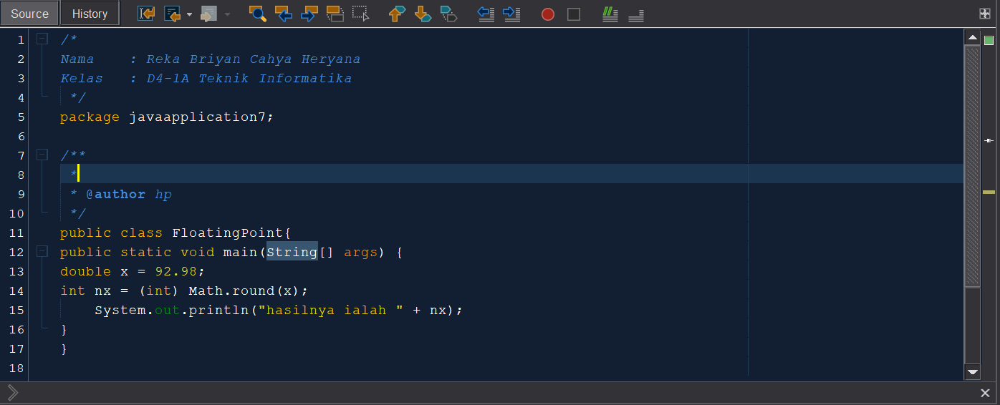 Source History
1 /*
2 Nama : Reka Briyan Cahya Heryana
3 Kelas : D4-1A Teknik Informatika
4 */
5 package javaapplication7;
6
7 /**
8 *
9 * @author hp
10 */
11 public class FloatingPoint{
12 public static void main(String[] args) {
13 double x = 92.98;
14 int nx = (int) Math.round(x);
15 System.out.println("hasilnya ialah " + nx);
16 }
17 }
18